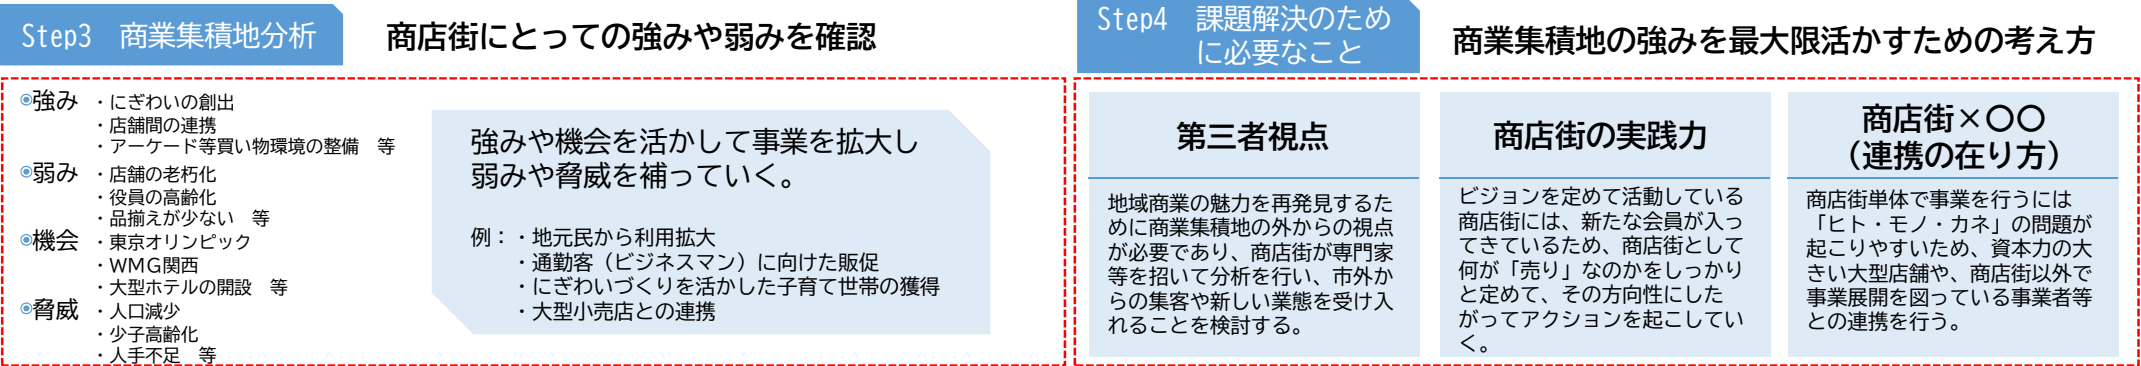 Step3　商業集積地分析
商店街にとっての強みや弱みを確認
◉強み ・にぎわいの創出
・店舗間の連携
・アーケード等買い物環境の整備　等
◉弱み ・店舗の老朽化
・役員の高齢化
・品揃えが少ない　等
◉機会 ・東京オリンピック
・WMG関西
・大型ホテルの開設　等
◉脅威 ・人口減少
・少子高齢化
・人手不足　等
強みや機会を活かして事業を拡大し
弱みや脅威を補っていく。
例：・地元民から利用拡大
・通勤客（ビジネスマン）に向けた販促
・にぎわいづくりを活かした子育て世帯の獲得
・大型小売店との連携
Step4　課題解決のため
に必要なこと
商業集積地の強みを最大限活かすための考え方
第三者視点
地域商業の魅力を再発見するた
めに商業集積地の外からの視点
が必要であり、商店街が専門家
等を招いて分析を行い、市外か
らの集客や新しい業態を受け入
れることを検討する。
商店街の実践力
ビジョンを定めて活動している
商店街には、新たな会員が入っ
てきているため、商店街として
何が「売り」なのかをしっかり
と定めて、その方向性にした
がってアクションを起こしてい
く。
商店街×〇〇
（連携の在り方）
商店街単体で事業を行うには
「ヒト・モノ・カネ」の問題が
起こりやすいため、資本力の大
きい大型店舗や、商店街以外で
事業展開を図っている事業者等
との連携を行う。